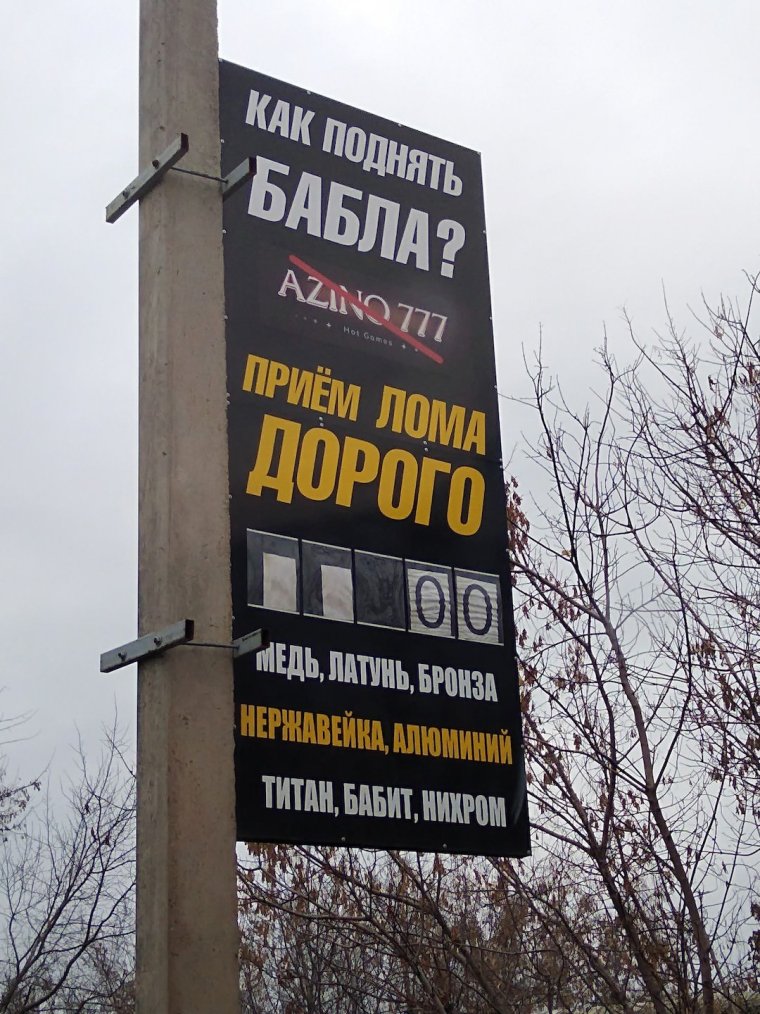 КАК ПОДНЯТЬ
БАБЛА?
AZINO 777
Hot Games
ПРИЁМ ЛОМА
ДОРОГО
00
МЕДЬ, ЛАТУНЬ, БРОНЗА
НЕРЖАВЕЙКА, АЛЮМИНИЙ
ТИТАН, БАБИТ, НИХРОМ